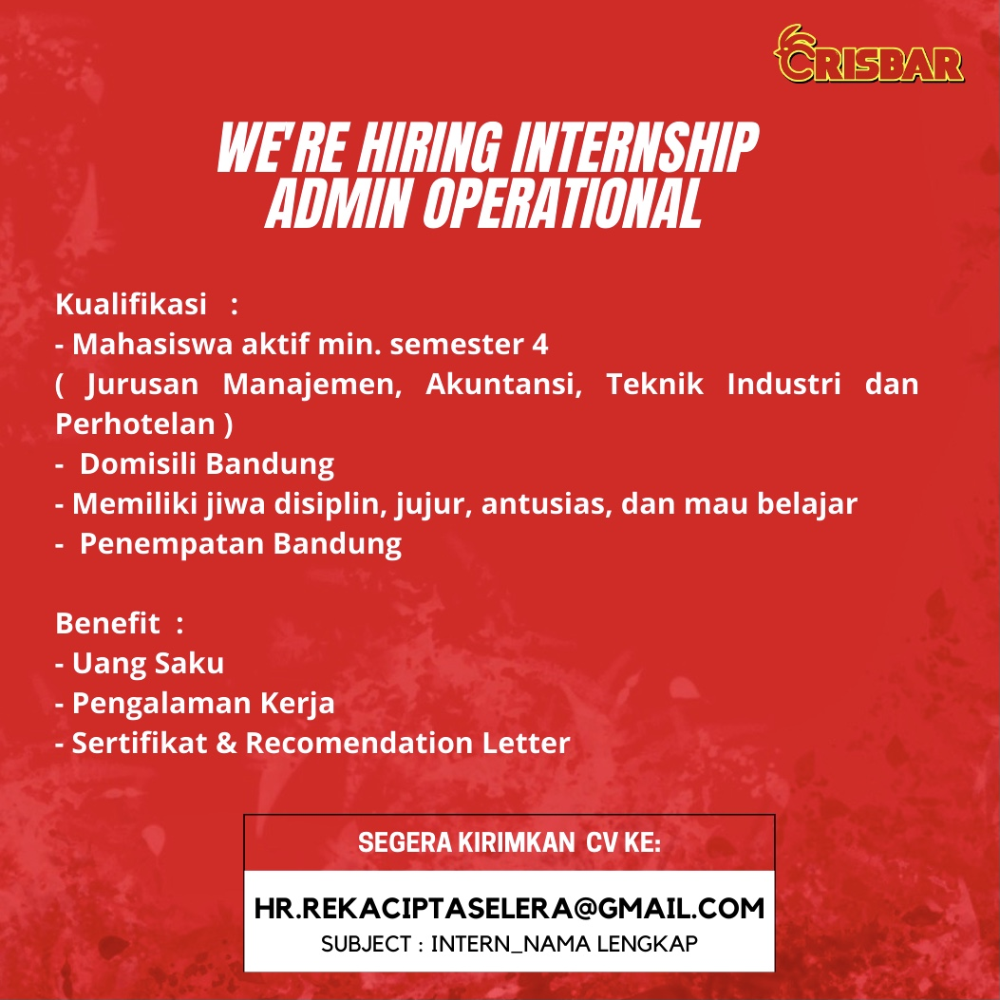 CRISBAR
WE'RE HIRING INTERNSHIP
ADMIN OPERATIONAL
Kualifikasi :
- Mahasiswa aktif min. semester 4
( Jurusan Manajemen, Akuntansi, Teknik Industri dan
Perhotelan )
- Domisili Bandung
- Memiliki jiwa disiplin, jujur, antusias, dan mau belajar
- Penempatan Bandung
Benefit :
- Uang Saku
- Pengalaman Kerja
- Sertifikat & Recomendation Letter
SEGERA KIRIMKAN CV KE:
HR.REKACIPTASELERA@GMAIL.COM
SUBJECT : INTERN_NAMA LENGKAP